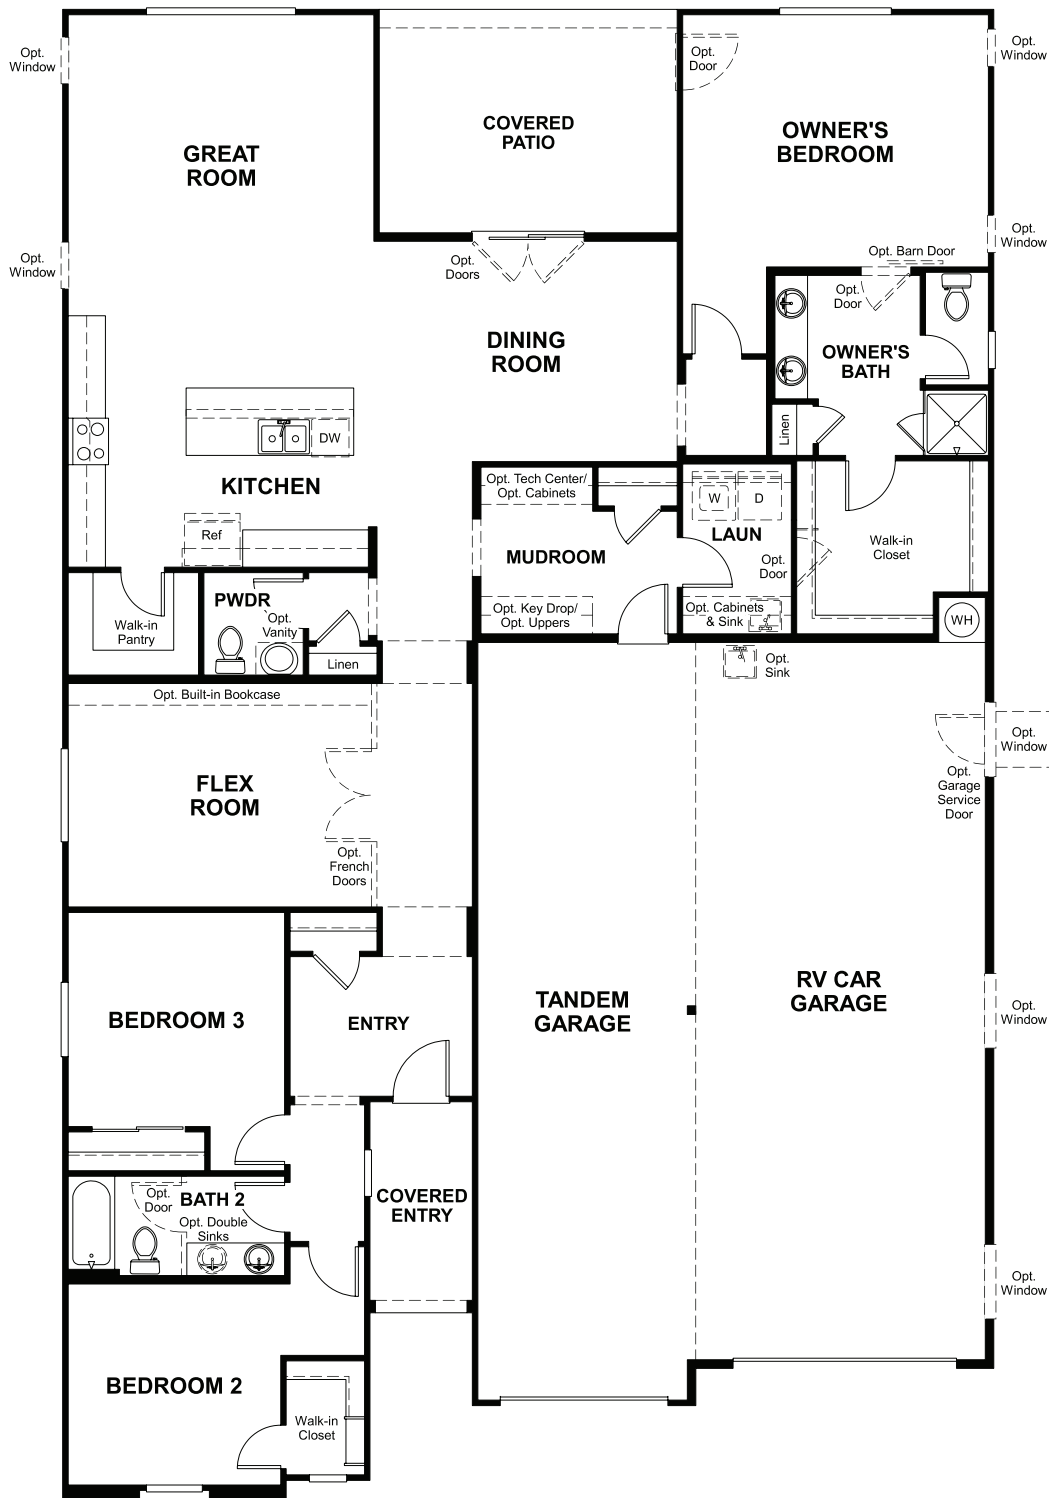 Opt.
Window
Opt.
Door
Opt.
Window
COVERED
PATIO
OWNER'S
BEDROOM
GREAT
ROOM
Opt.
Window
Opt.
Window
Opt.
Doors
Opt. Barn Door
Opt.
Door
DINING
ROOM
OWNER'S
BATH
Linen
DW
KITCHEN
Opt. Tech Center/
Opt. Cabinets
W
D
Ref
LAUN
Walk-in
Closet
MUDROOM
Opt.
Door
PWDR
Opt.
Vanity
Walk-in
Pantry
Linen
Opt. Key Drop/
Opt. Uppers
Opt. Cabinets
& Sink
WH
Opt.
Sink
Opt. Built-in Bookcase
Opt.
Window
Opt.
Garage
Service
Door
FLEX
ROOM
Opt.
French
Doors
TANDEM
GARAGE
RV CAR
GARAGE
Opt.
Window
BEDROOM 3
ENTRY
Opt.
Door
BATH 2
Opt. Double
Sinks
COVERED
ENTRY
Opt.
Window
BEDROOM 2
Walk-in
Closet